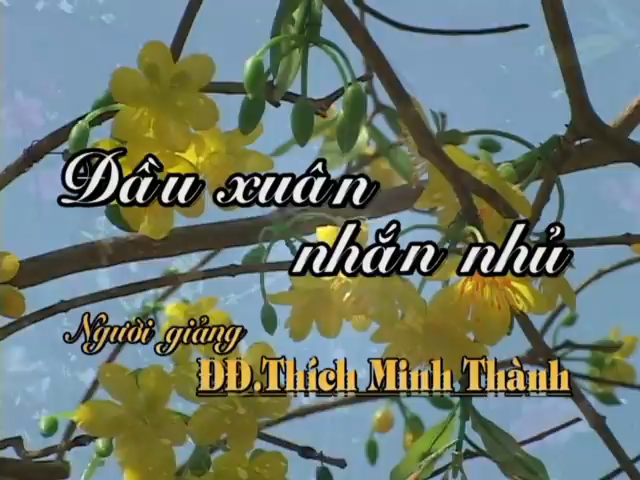 Đầu xuân
nhắn nhủ
Người giảng
ĐĐ.Thích Minh Thành